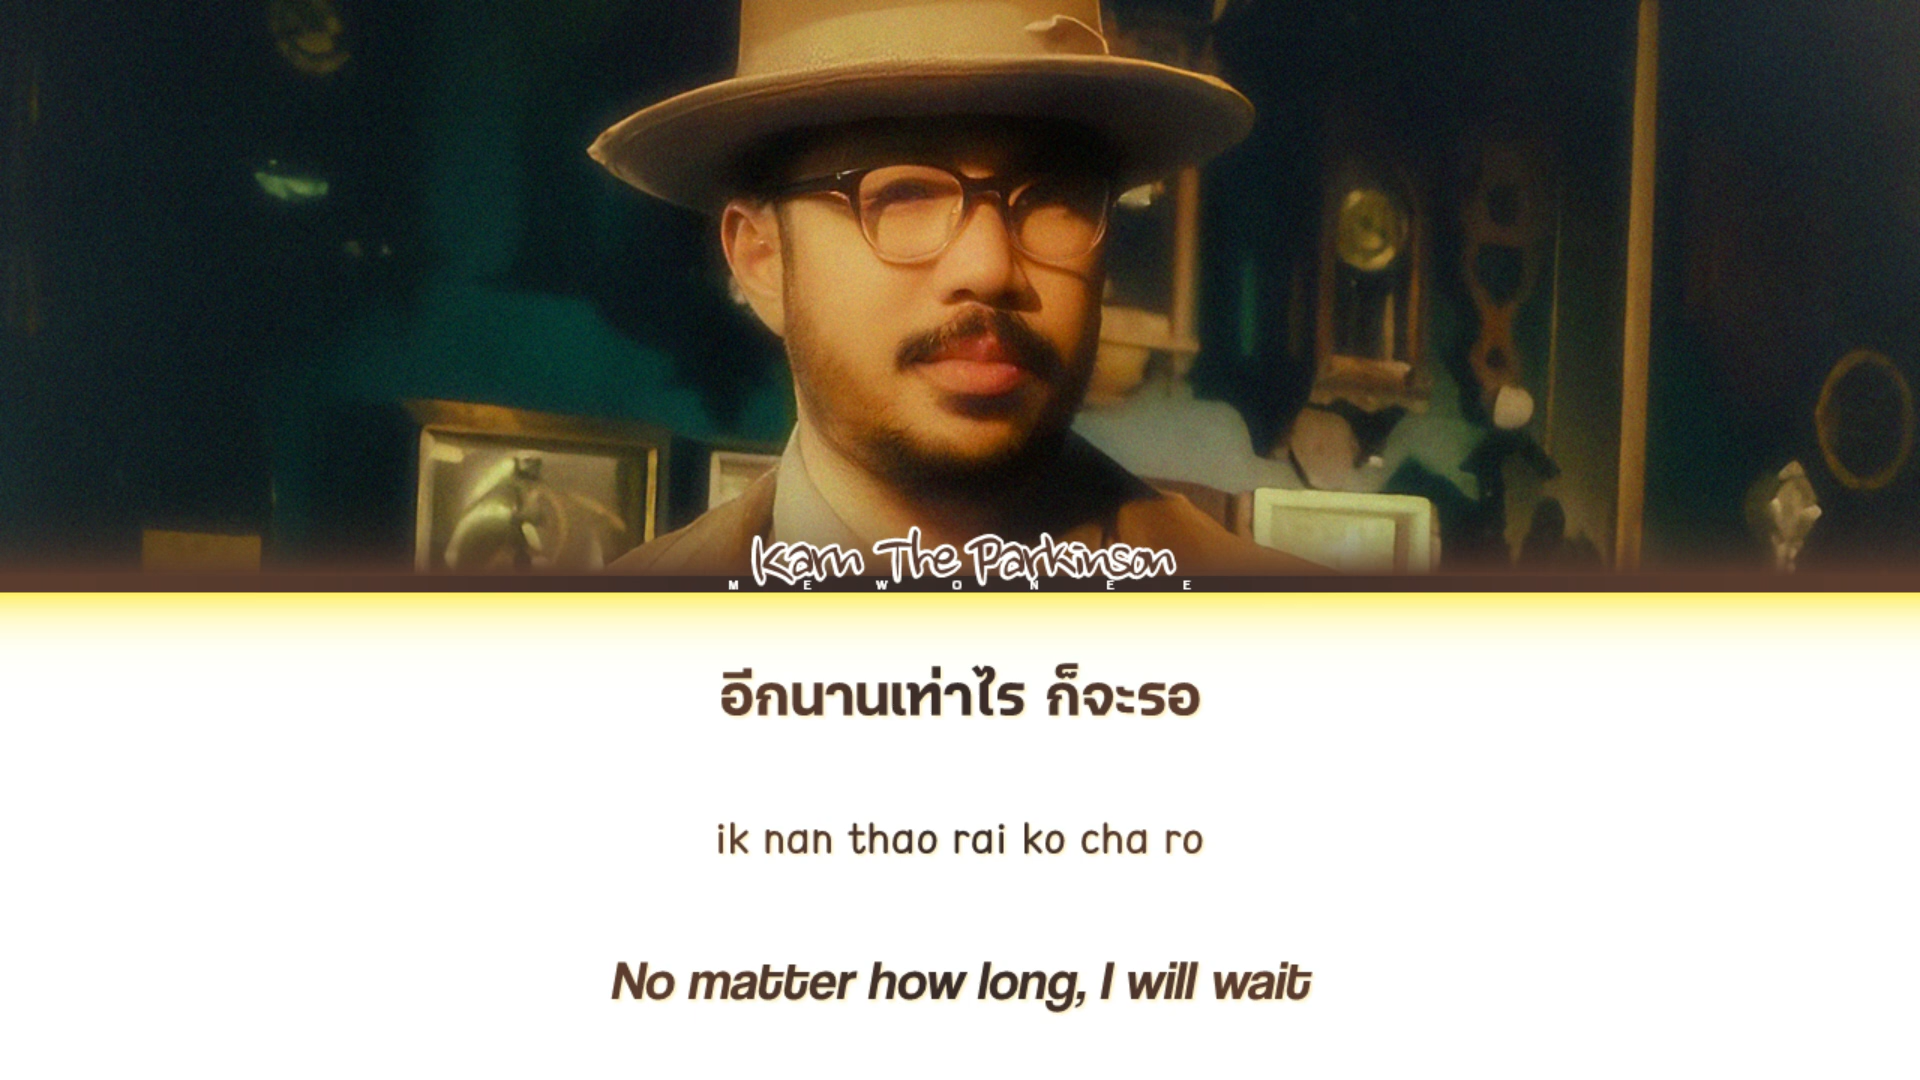 Karn The Parkinson
MEWONEE
อีกนานเท่าไร ก็จะรอ
ik nan thao rai ko cha ro
No matter how long, I will wait